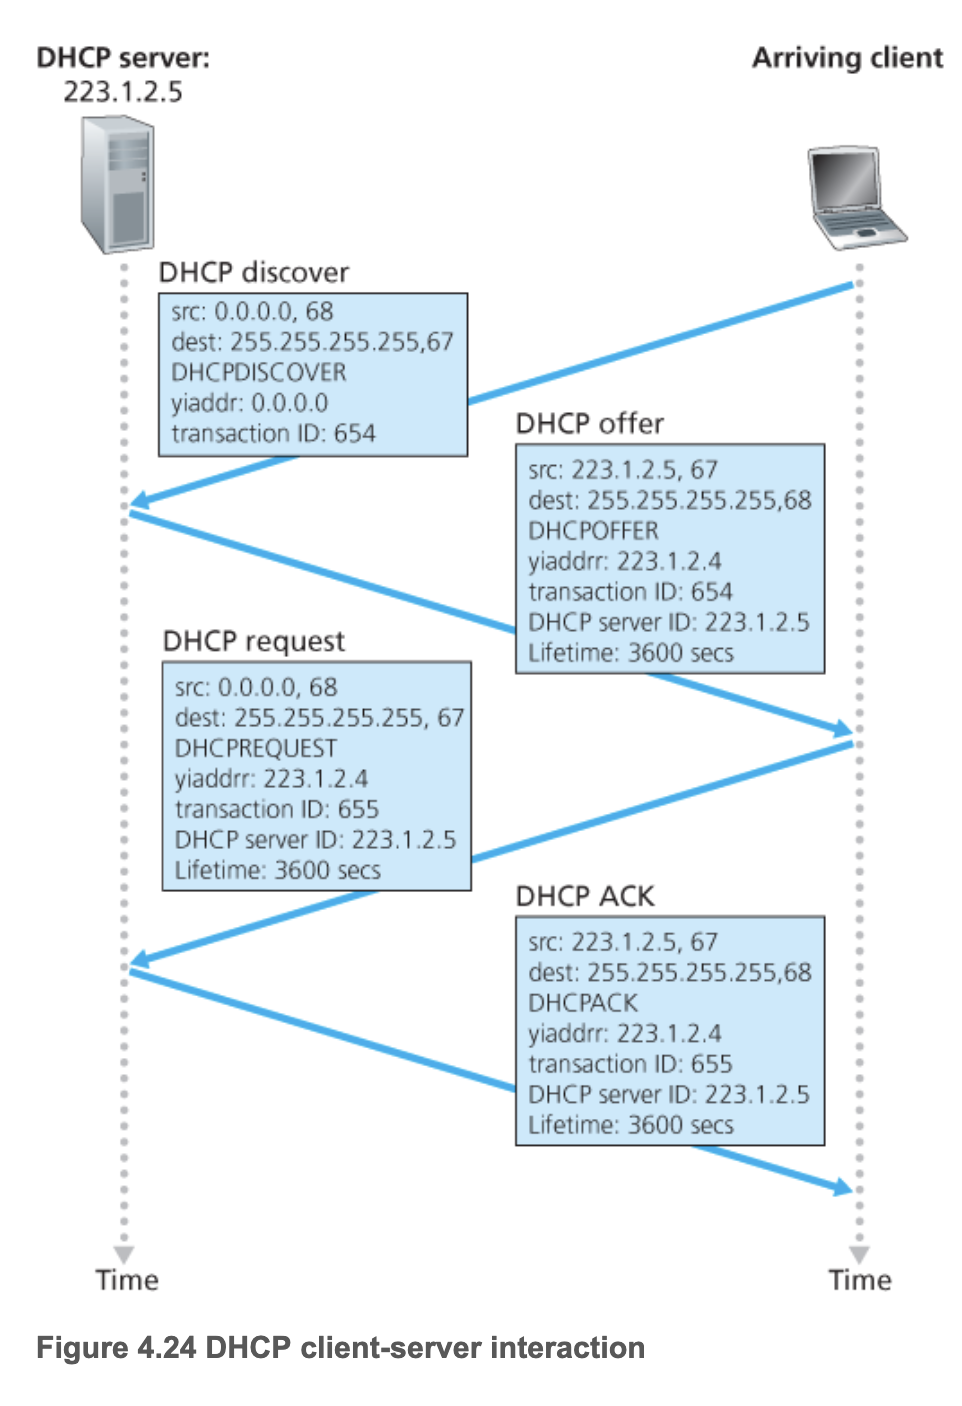 DHCP server:
223.1.2.5
Arriving client
DHCP discover
src: 0.0.0.0, 68
dest: 255.255.255.255,67
DHCPDISCOVER
yiaddr: 0.0.0.0
transaction ID: 654
DHCP offer
src: 223.1.2.5, 67
dest: 255.255.255.255,68
DHCPOFFER
yiaddrr: 223.1.2.4
transaction ID: 654
DHCP server ID: 223.1.2.5
Lifetime: 3600 secs
DHCP request
src: 0.0.0.0, 68
dest: 255.255.255.255, 67
DHCPREQUEST
yiaddrr: 223.1.2.4
transaction ID: 655
DHCP server ID: 223.1.2.5
Lifetime: 3600 secs
DHCP ACK
src: 223.1.2.5, 67
dest: 255.255.255.255,68
DHCPACK
yiaddrr: 223.1.2.4
transaction ID: 655
DHCP server ID: 223.1.2.5
Lifetime: 3600 secs
Time
Time
Figure 4.24 DHCP client-server interaction